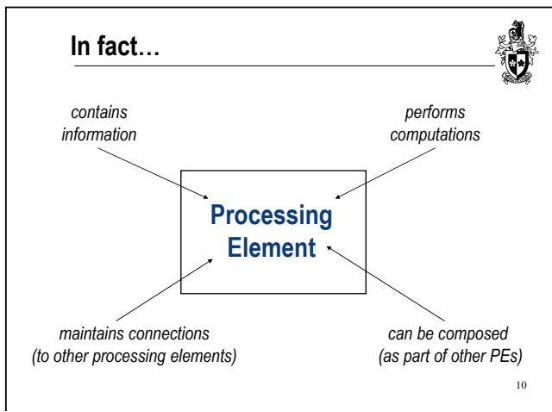 In fact…
contains
information
performs
computations
Processing
Element
maintains connections
(to other processing elements)
can be composed
(as part of other PEs)
10